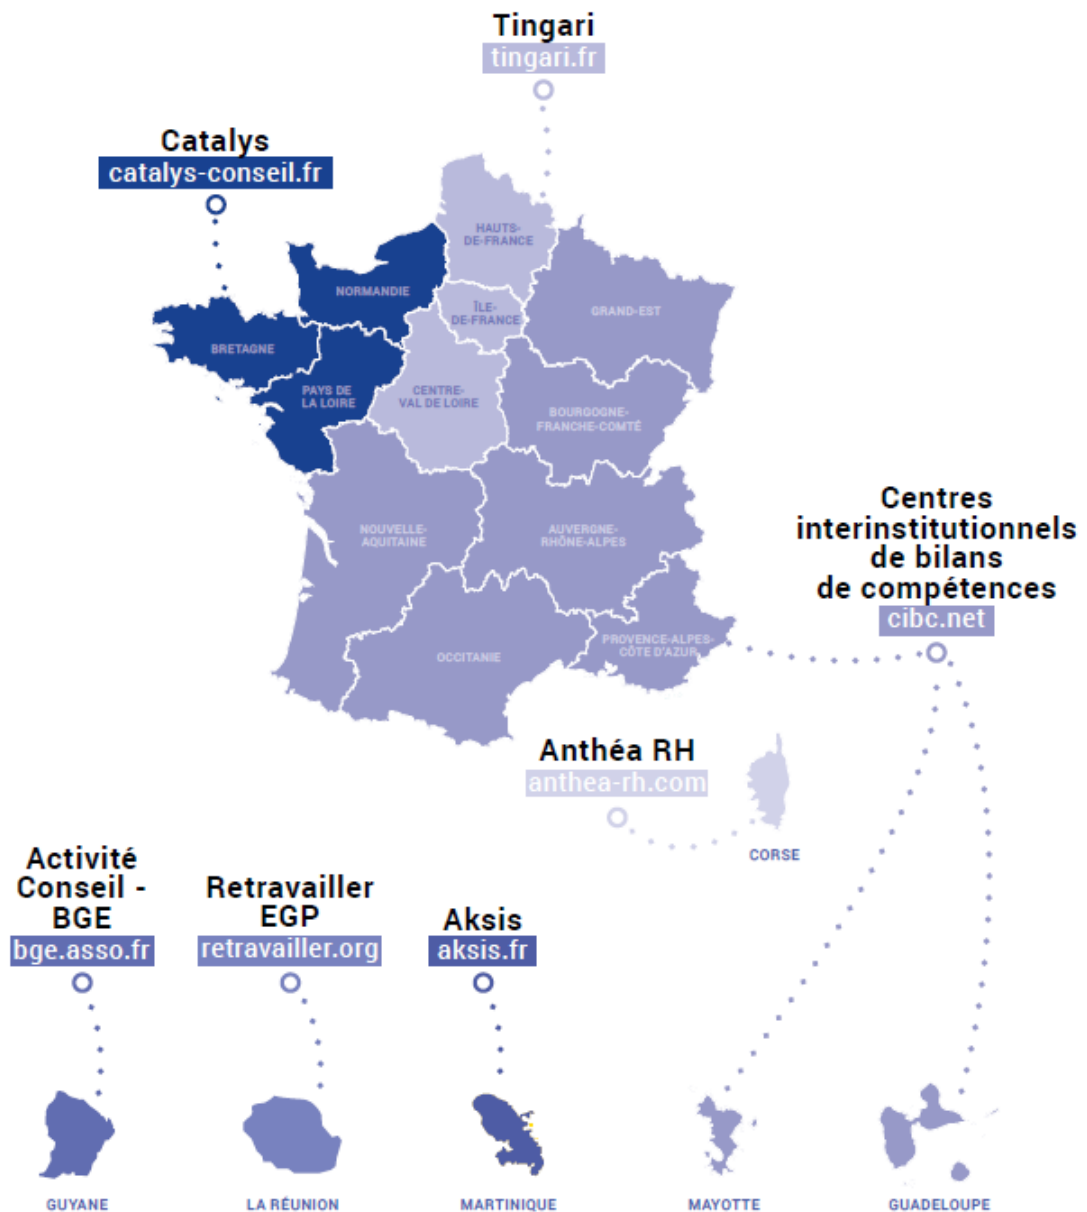 Tingari
tingari.fr
Catalys
catalys-conseil.fr
HAUTS-
DE-FRANCE
NORMANDIE
ÎLE-
DE-FRANCE
GRAND-EST
BRETAGNE
PAYS DE
LA LOIRE
CENTRE-
VAL DE LOIRE
BOURGOGNE-
FRANCHE-COMTÉ
NOUVELLE-
AQUITAINE
AUVERGNE-
RHÔNE-ALPES
Centres
interinstitutionnels
de bilans
de compétences
cibc.net
OCCITANIE
PROVENCE-ALPES-
CÔTE D'AZUR
Anthéa RH
anthea-rh.com
CORSE
Activité
Conseil -
BGE
bge.asso.fr
Retravailler
EGP
retravailler.org
Aksis
aksis.fr
GUYANE
LA RÉUNION
MARTINIQUE
MAYOTTE
GUADELOUPE